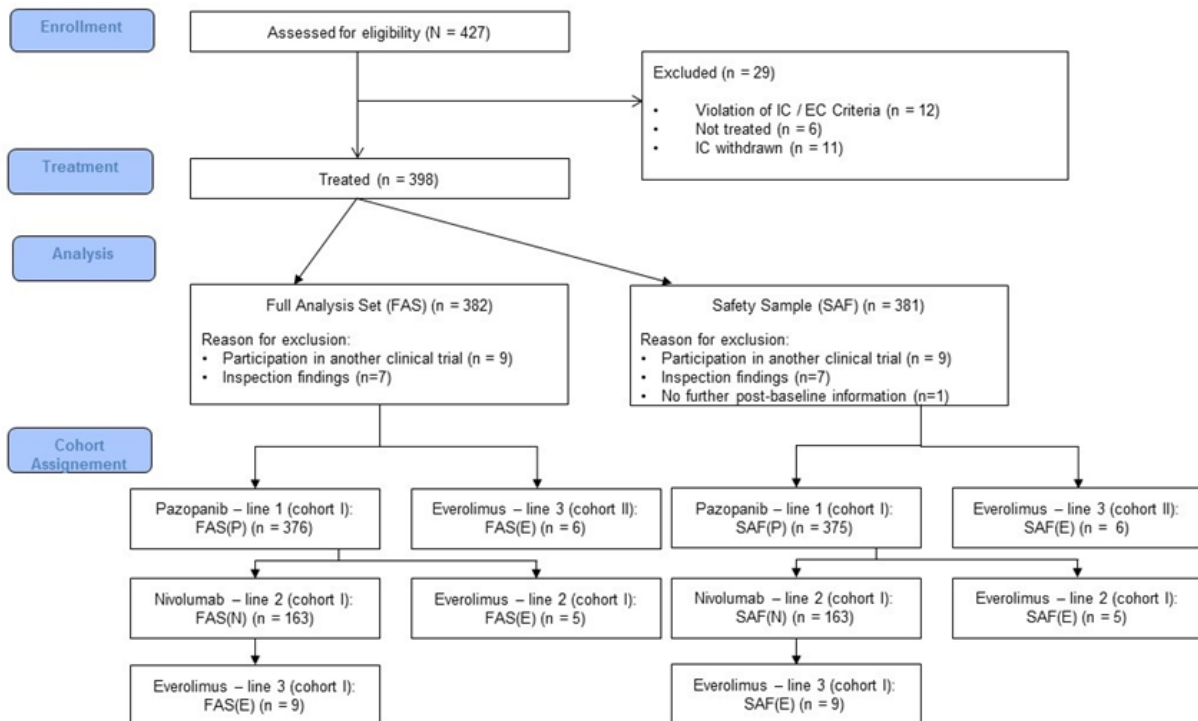 Enrollment
Assessed for eligibility (N = 427)
Excluded (n = 29)
• Violation of IC / EC Criteria (n = 12)
• Not treated (n = 6)
• IC withdrawn (n = 11)
Treatment
Treated (n = 398)
Analysis
Full Analysis Set (FAS) (n = 382)
Reason for exclusion:
• Participation in another clinical trial (n = 9)
• Inspection findings (n=7)
Safety Sample (SAF) (n = 381)
Reason for exclusion:
• Participation in another clinical trial (n = 9)
• Inspection findings (n=7)
• No further post-baseline information (n=1)
Cohort
Assignement
Pazopanib – line 1 (cohort I):
FAS(P) (n = 376)
Everolimus – line 3 (cohort II):
FAS(E) (n = 6)
Pazopanib – line 1 (cohort I):
SAF(P) (n = 375)
Everolimus – line 3 (cohort II):
SAF(E) (n = 6)
Nivolumab – line 2 (cohort I):
FAS(N) (n = 163)
Everolimus – line 2 (cohort I):
FAS(E) (n = 5)
Nivolumab – line 2 (cohort I):
SAF(N) (n = 163)
Everolimus – line 2 (cohort I):
SAF(E) (n = 5)
Everolimus – line 3 (cohort I):
FAS(E) (n = 9)
Everolimus – line 3 (cohort I):
SAF(E) (n = 9)